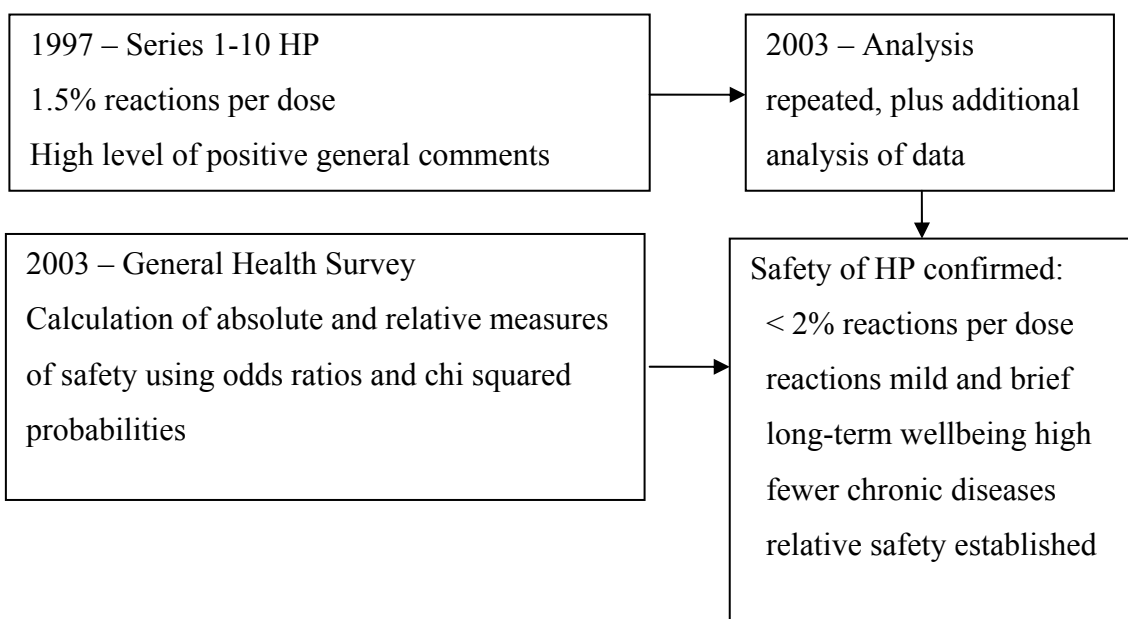 1997 – Series 1-10 HP
1.5% reactions per dose
High level of positive general comments
2003 – Analysis
repeated, plus additional
analysis of data
2003 – General Health Survey
Calculation of absolute and relative measures
of safety using odds ratios and chi squared
probabilities
Safety of HP confirmed:
< 2% reactions per dose
reactions mild and brief
long-term wellbeing high
fewer chronic diseases
relative safety established